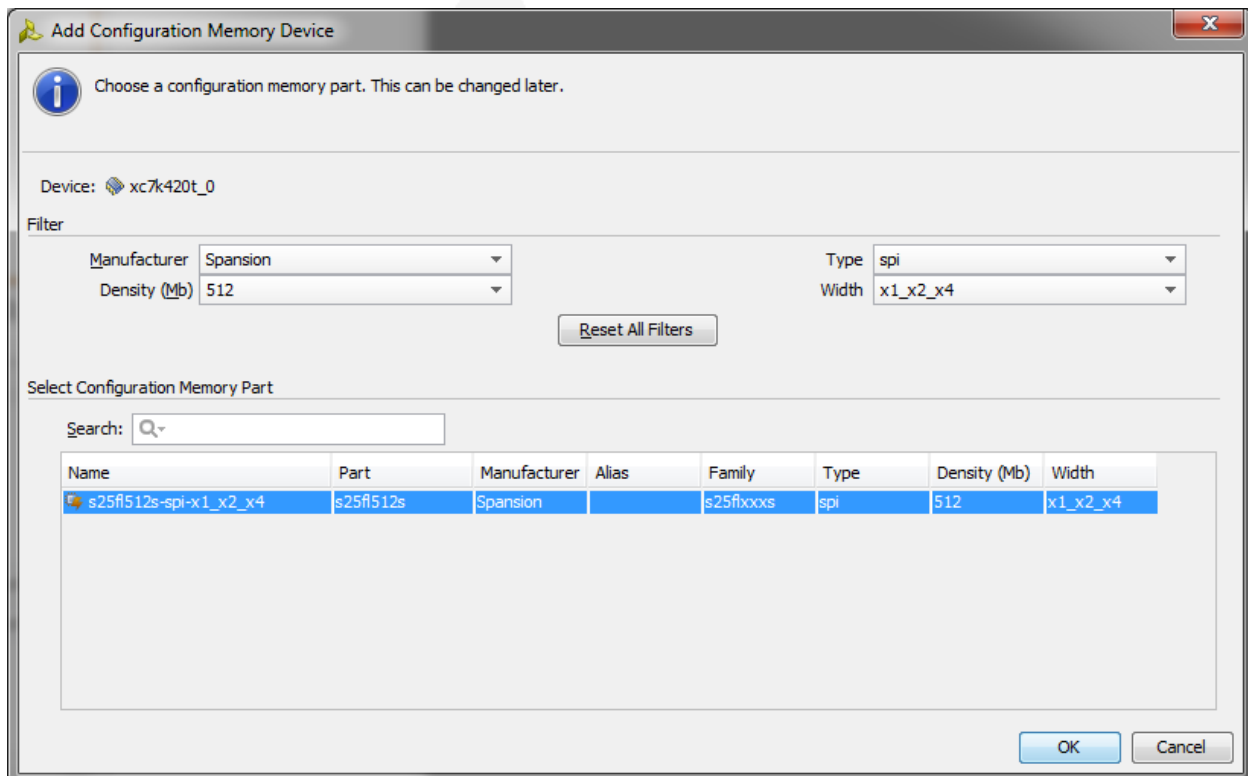 Add Configuration Memory Device
Choose a configuration memory part. This can be changed later.
Device: xc7k420t_0
Filter
Manufacturer Spansion Type spi
Density (Mb) 512 Width x1_x2_x4
Reset All Filters
Select Configuration Memory Part
Search:
Name Part Manufacturer Alias Family Type Density (Mb) Width
s25fl512s-spi-x1_x2_x4 s25fl512s Spansion s25flxxxs spi 512 x1_x2_x4
OK Cancel